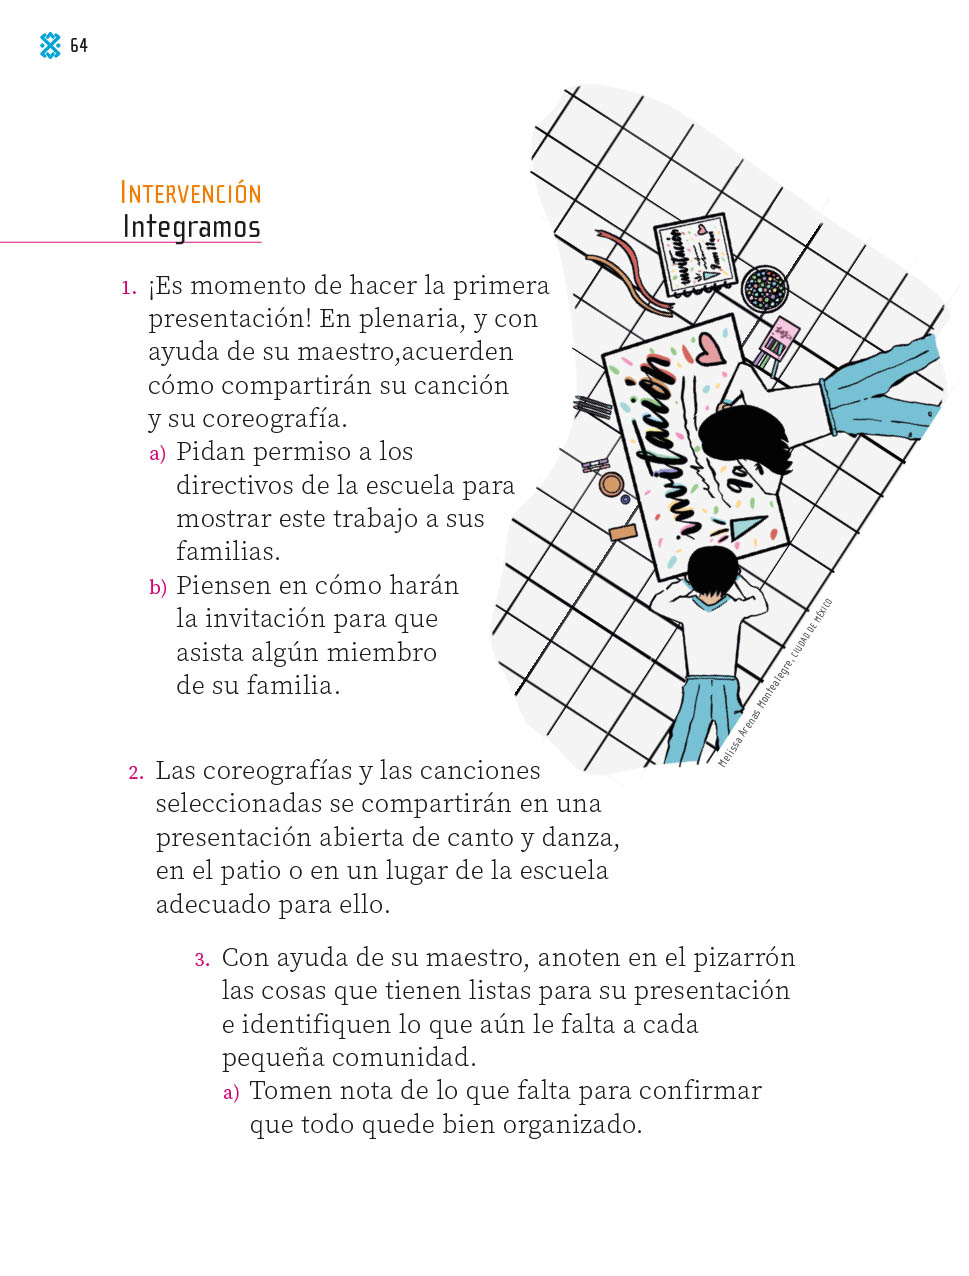 64
INTERVENCIÓN
Integramos
1. ¡Es momento de hacer la primera
presentación! En plenaria, y con
ayuda de su maestro,acuerden
cómo compartirán su canción
y su coreografía.
a) Pidan permiso a los
directivos de la escuela para
mostrar este trabajo a sus
familias.
b) Piensen en cómo harán
la invitación para que
asista algún miembro
de su familia.
invitación
invitación
Melissa Arenas Montealegre, CIUDAD DE MÉXICO
2. Las coreografías y las canciones
seleccionadas se compartirán en una
presentación abierta de canto y danza,
en el patio o en un lugar de la escuela
adecuado para ello.
3. Con ayuda de su maestro, anoten en el pizarrón
las cosas que tienen listas para su presentación
e identifiquen lo que aún le falta a cada
pequeña comunidad.
a) Tomen nota de lo que falta para confirmar
que todo quede bien organizado.